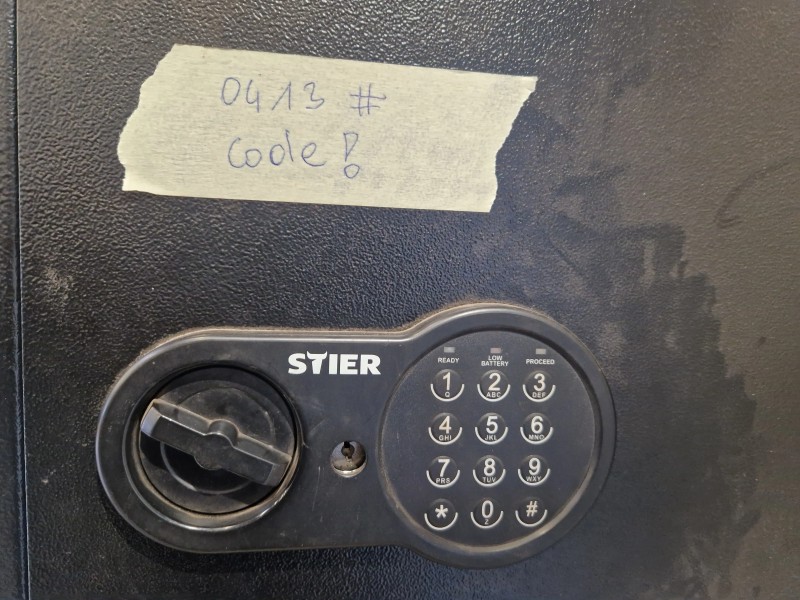 0413 #
code!
STIER
READY LOW BATTERY PROCEED
1 2 3
Q ABC DEF
4 5 6
GHI JKL MNO
7 8 9
PRS TUV WXY
* 0 #
Z